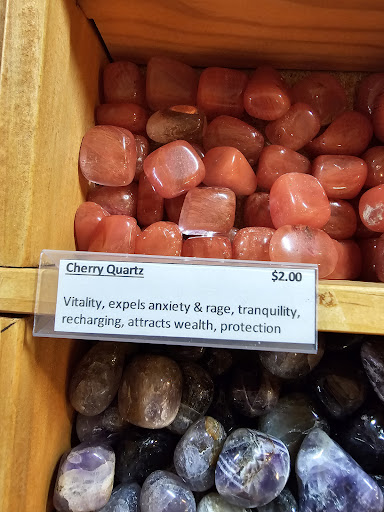 Cherry Quartz $2.00
Vitality, expels anxiety & rage, tranquility,
recharging, attracts wealth, protection